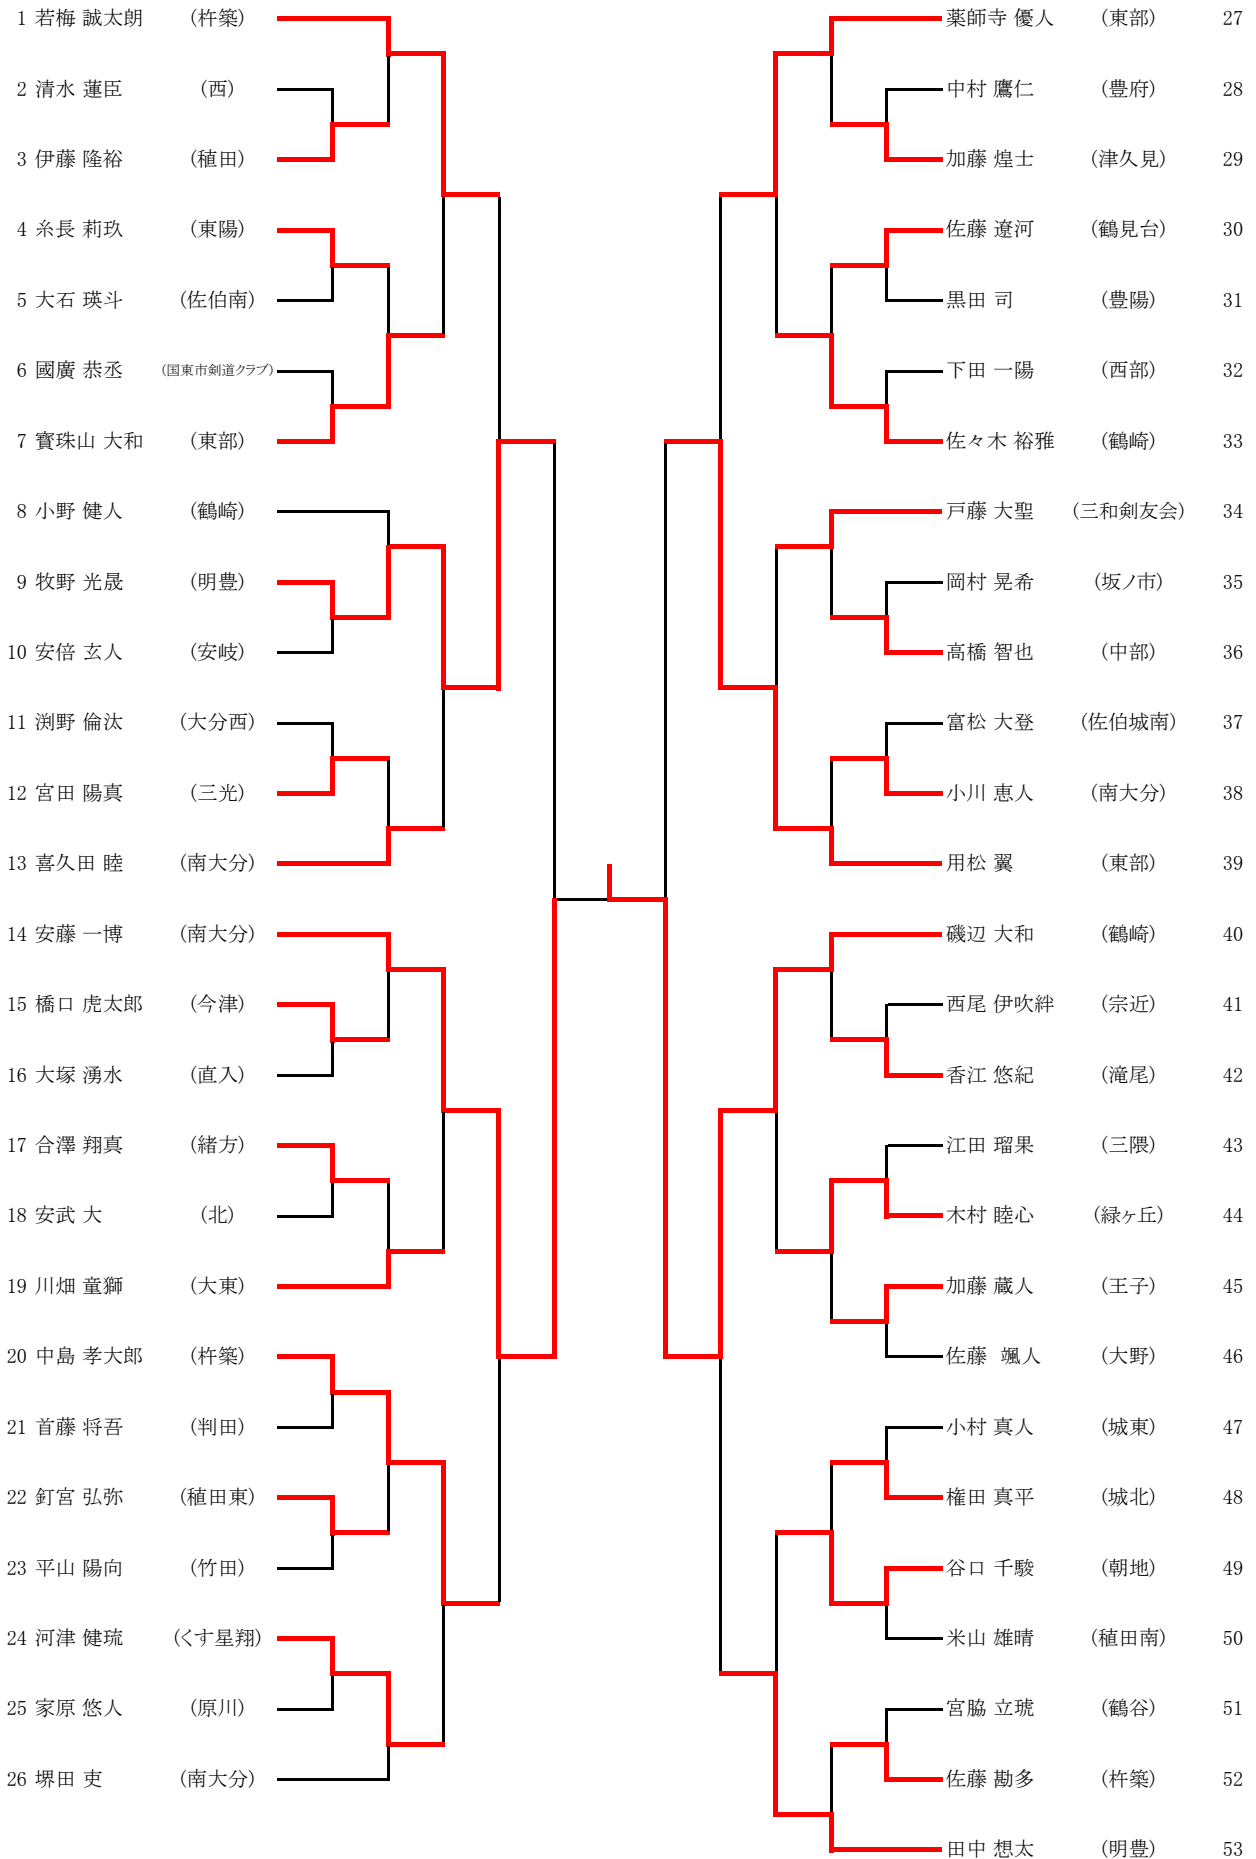 1 若梅 誠太朗 (杵築)
2 清水 蓮臣 (西)
3 伊藤 隆裕 (稙田)
4 糸長 莉玖 (東陽)
5 大石 瑛斗 (佐伯南)
6 國廣 恭丞 (国東市剣道クラブ)
7 寳珠山 大和 (東部)
8 小野 健人 (鶴崎)
9 牧野 光晟 (明豊)
10 安倍 玄人 (安岐)
11 渕野 倫汰 (大分西)
12 宮田 陽真 (三光)
13 喜久田 睦 (南大分)
14 安藤 一博 (南大分)
15 橋口 虎太郎 (今津)
16 大塚 湧水 (直入)
17 合澤 翔真 (緒方)
18 安武 大 (北)
19 川畑 童獅 (大東)
20 中島 孝大郎 (杵築)
21 首藤 将吾 (判田)
22 釘宮 弘弥 (稙田東)
23 平山 陽向 (竹田)
24 河津 健琉 (くす星翔)
25 家原 悠人 (原川)
26 堺田 吏 (南大分)
薬師寺 優人 (東部) 27
中村 鷹仁 (豊府) 28
加藤 煌士 (津久見) 29
佐藤 遼河 (鶴見台) 30
黒田 司 (豊陽) 31
下田 一陽 (西部) 32
佐々木 裕雅 (鶴崎) 33
戸藤 大聖 (三和剣友会) 34
岡村 晃希 (坂ノ市) 35
高橋 智也 (中部) 36
富松 大登 (佐伯城南) 37
小川 恵人 (南大分) 38
用松 翼 (東部) 39
磯辺 大和 (鶴崎) 40
西尾 伊吹絆 (宗近) 41
香江 悠紀 (滝尾) 42
江田 瑠果 (三隈) 43
木村 睦心 (緑ヶ丘) 44
加藤 蔵人 (王子) 45
佐藤 颯人 (大野) 46
小村 真人 (城東) 47
権田 真平 (城北) 48
谷口 千駿 (朝地) 49
米山 雄晴 (稙田南) 50
宮脇 立琥 (鶴谷) 51
佐藤 勘多 (杵築) 52
田中 想太 (明豊) 53